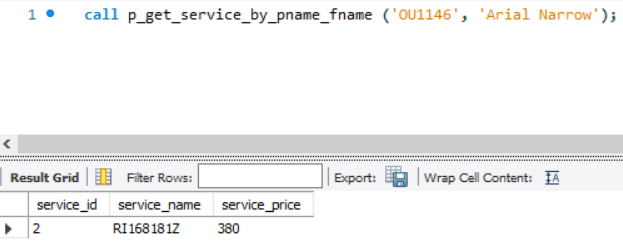 1 call p_get_service_by_pname_fname ('OU1146', 'Arial Narrow');
Result Grid Filter Rows: Export: Wrap Cell Content: IA
service_id service_name service_price
2 RI168181Z 380